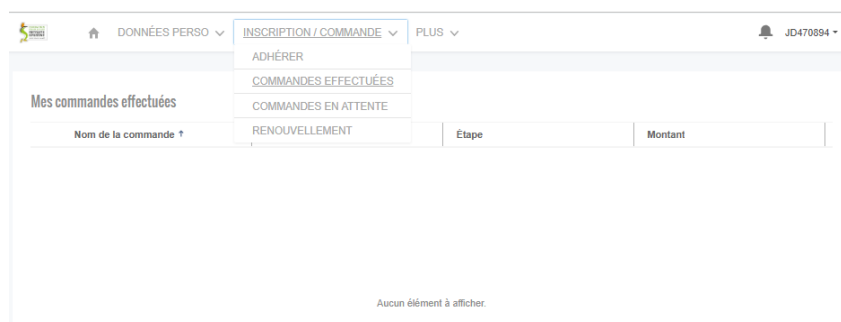 DONNÉES PERSO
INSCRIPTION / COMMANDE
PLUS
JD470894
ADHÉRER
COMMANDES EFFECTUÉES
COMMANDES EN ATTENTE
RENOUVELLEMENT
Mes commandes effectuées
Nom de la commande ↑
Étape
Montant
Aucun élément à afficher.